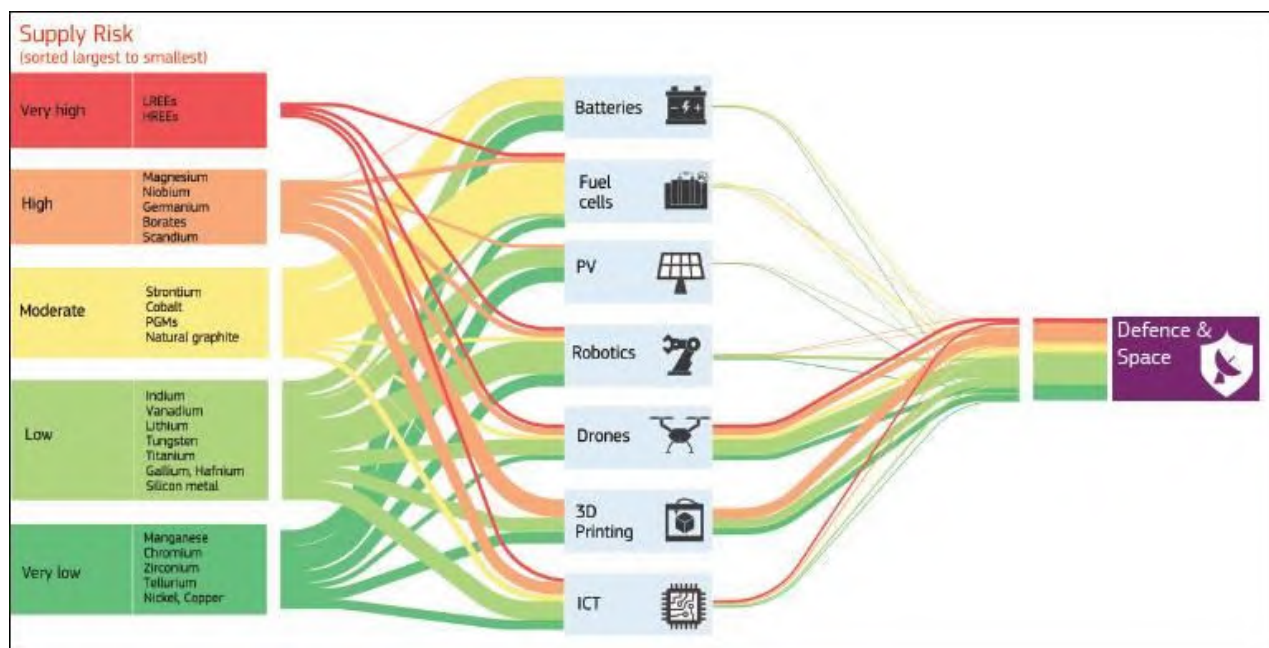 Supply Risk
(sorted largest to smallest)
Very high
LREEs
HREEs
High
Magnesium
Niobium
Germanium
Borates
Scandium
Moderate
Strontium
Cobalt
PGMs
Natural graphite
Low
Indium
Vanadium
Lithium
Tungsten
Titanium
Gallium, Hafnium
Silicon metal
Very low
Manganese
Chromium
Zirconium
Tellurium
Nickel, Copper
Batteries
Fuel
cells
PV
Robotics
Drones
3D
Printing
ICT
Defence &
Space